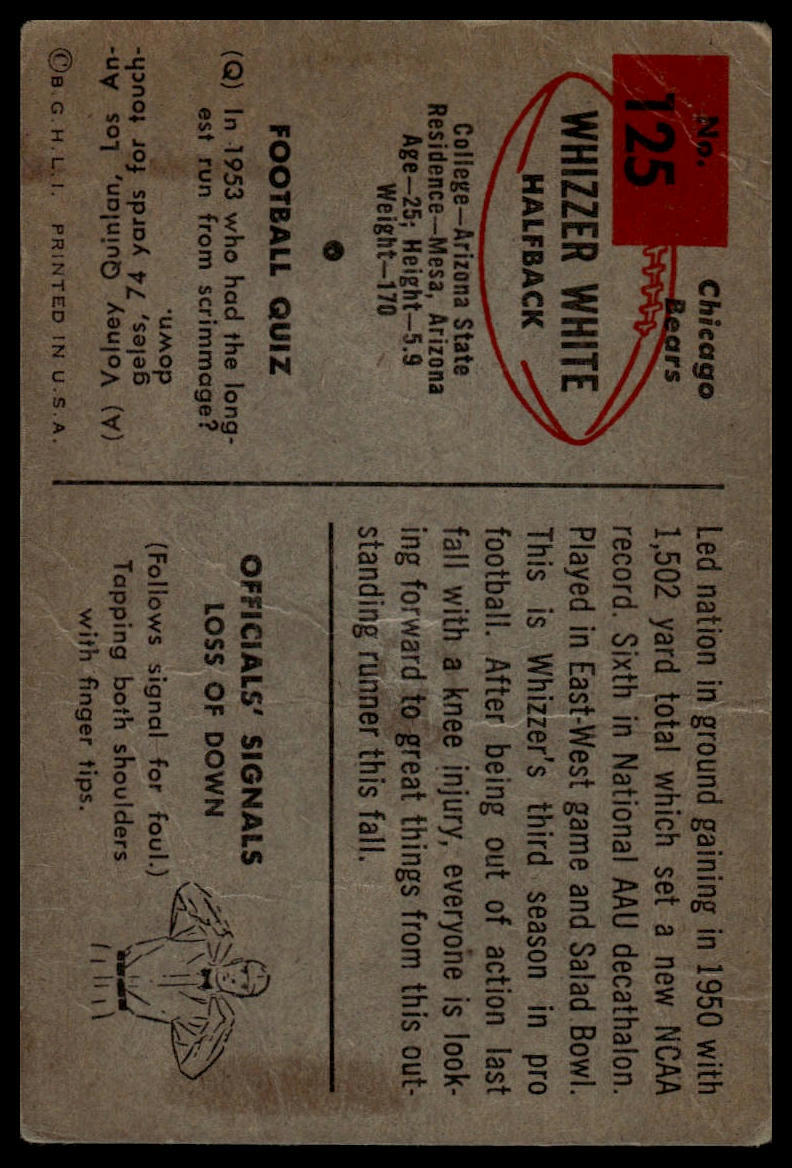 No.
125
Chicago
Bears
WHIZZER WHITE
HALFBACK
College—Arizona State
Residence—Mesa, Arizona
Age—25; Height—5.9
Weight—170
FOOTBALL QUIZ
(Q) In 1953 who had the long-
est run from scrimmage?
(A) Volney Quinlan, Los An-
geles, 74 yards for touch-
down.
©B.G.H.L.I. PRINTED IN U.S.A.
Led nation in ground gaining in 1950 with
1,502 yard total which set a new NCAA
record. Sixth in National AAU decathalon.
Played in East-West game and Salad Bowl.
This is Whizzer's third season in pro
football. After being out of action last
fall with a knee injury, everyone is look-
ing forward to great things from this out-
standing runner this fall.
OFFICIALS' SIGNALS
LOSS OF DOWN
(Follows signal for foul.)
Tapping both shoulders
with finger tips.